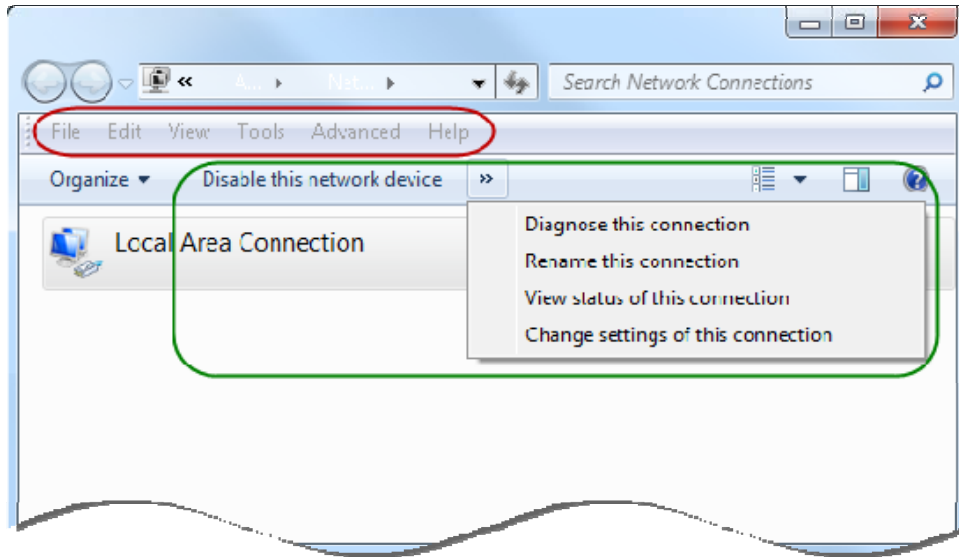 « A... ▸ Net... ▸ Search Network Connections
File Edit View Tools Advanced Help
Organize ▾ Disable this network device »
Local Area Connection
Diagnose this connection
Rename this connection
View status of this connection
Change settings of this connection